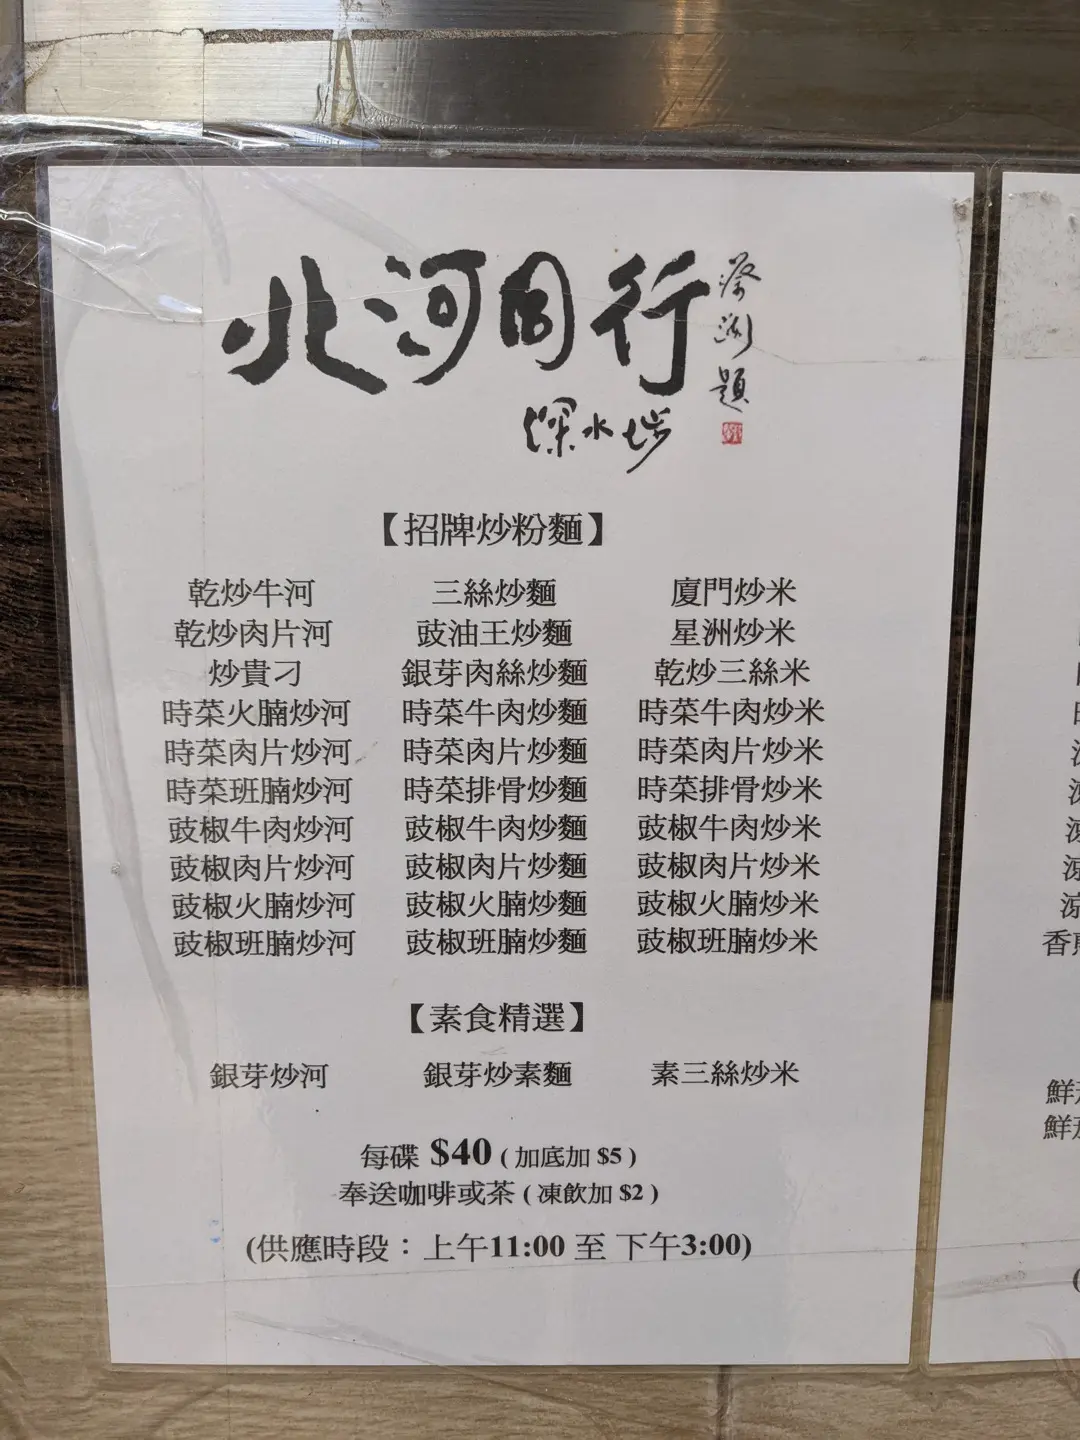 北河同行
蔡瀾題
深水埗
【招牌炒粉麵】
乾炒牛河 三絲炒麵 廈門炒米
乾炒肉片河 豉油王炒麵 星洲炒米
炒貴刁 銀芽肉絲炒麵 乾炒三絲米
時菜火腩炒河 時菜牛肉炒麵 時菜牛肉炒米
時菜肉片炒河 時菜肉片炒麵 時菜肉片炒米
時菜班腩炒河 時菜排骨炒麵 時菜排骨炒米
豉椒牛肉炒河 豉椒牛肉炒麵 豉椒牛肉炒米
豉椒肉片炒河 豉椒肉片炒麵 豉椒肉片炒米
豉椒火腩炒河 豉椒火腩炒麵 豉椒火腩炒米
豉椒班腩炒河 豉椒班腩炒麵 豉椒班腩炒米
【素食精選】
銀芽炒河 銀芽炒素麵 素三絲炒米
每碟 $40 ( 加底加 $5 )
奉送咖啡或茶 ( 凍飲加 $2 )
(供應時段：上午11:00 至 下午3:00)
香
鮮
鮮